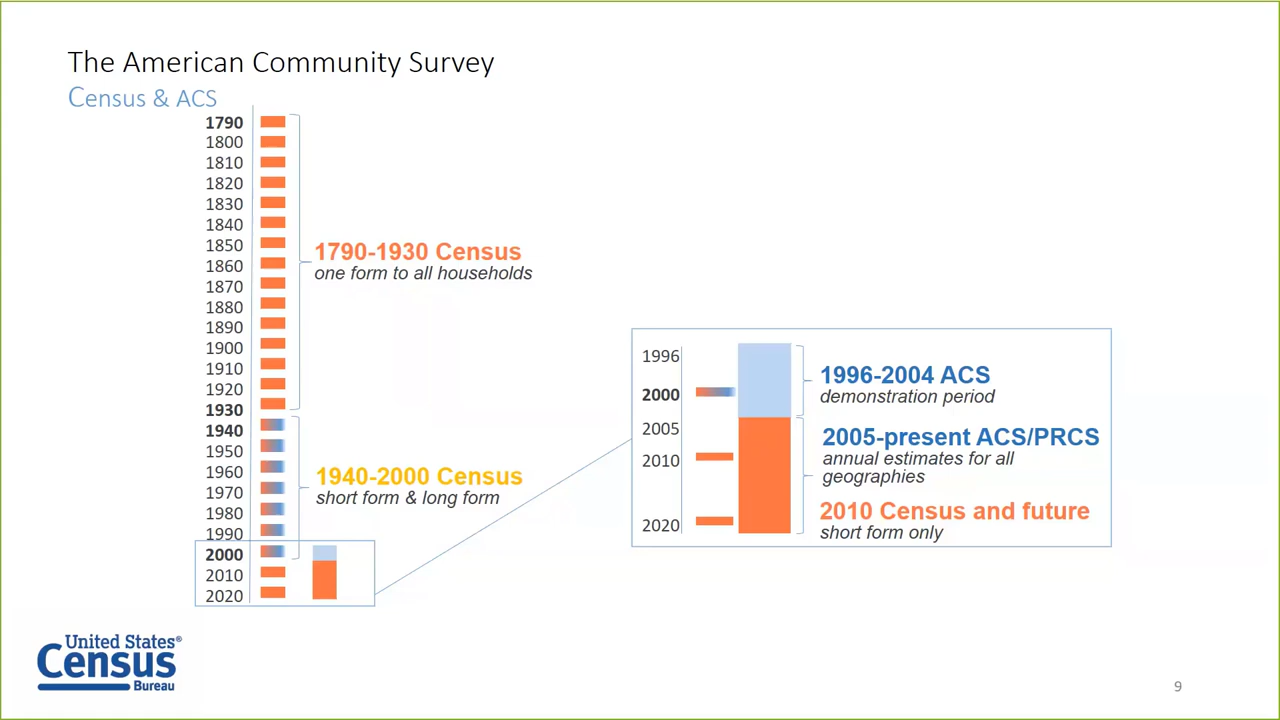 The American Community Survey
Census & ACS
1790
1800
1810
1820
1830
1840
1850
1860
1870
1880
1890
1900
1910
1920
1930
1940
1950
1960
1970
1980
1990
2000
2010
2020
1790-1930 Census
one form to all households
1940-2000 Census
short form & long form
1996
2000
2005
2010
2020
1996-2004 ACS
demonstration period
2005-present ACS/PRCS
annual estimates for all
geographies
2010 Census and future
short form only
United States®
Census
Bureau
9